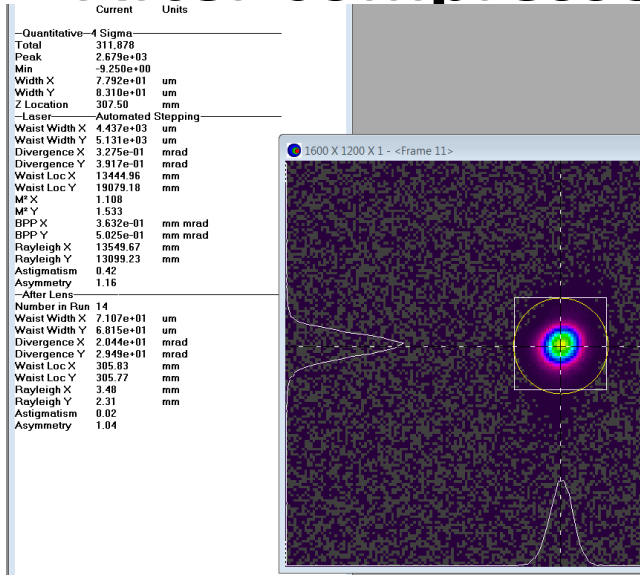 Current Units
Quantitative-4 Sigma
Total 311,878
Peak 2.679e+03
Min -9.250e+00
Width X 7.792e+01 um
Width Y 8.310e+01 um
Z Location 307.50 mm
Laser Automated Stepping
Waist Width X 4.437e+03 um
Waist Width Y 5.131e+03 um
Divergence X 3.275e-01 mrad
Divergence Y 3.917e-01 mrad
Waist Loc X 13444.96 mm
Waist Loc Y 19079.18 mm
M² X 1.108
M² Y 1.533
BPP X 3.632e-01 mm mrad
BPP Y 5.025e-01 mm mrad
Rayleigh X 13549.67 mm
Rayleigh Y 13099.23 mm
Astigmatism 0.42
Asymmetry 1.16
After Lens
Number in Run 14
Waist Width X 7.107e+01 um
Waist Width Y 6.815e+01 um
Divergence X 2.044e+01 mrad
Divergence Y 2.949e+01 mrad
Waist Loc X 305.83 mm
Waist Loc Y 305.77 mm
Rayleigh X 3.48 mm
Rayleigh Y 2.31 mm
Astigmatism 0.02
Asymmetry 1.04
1600 X 1200 X 1 - <Frame 11>